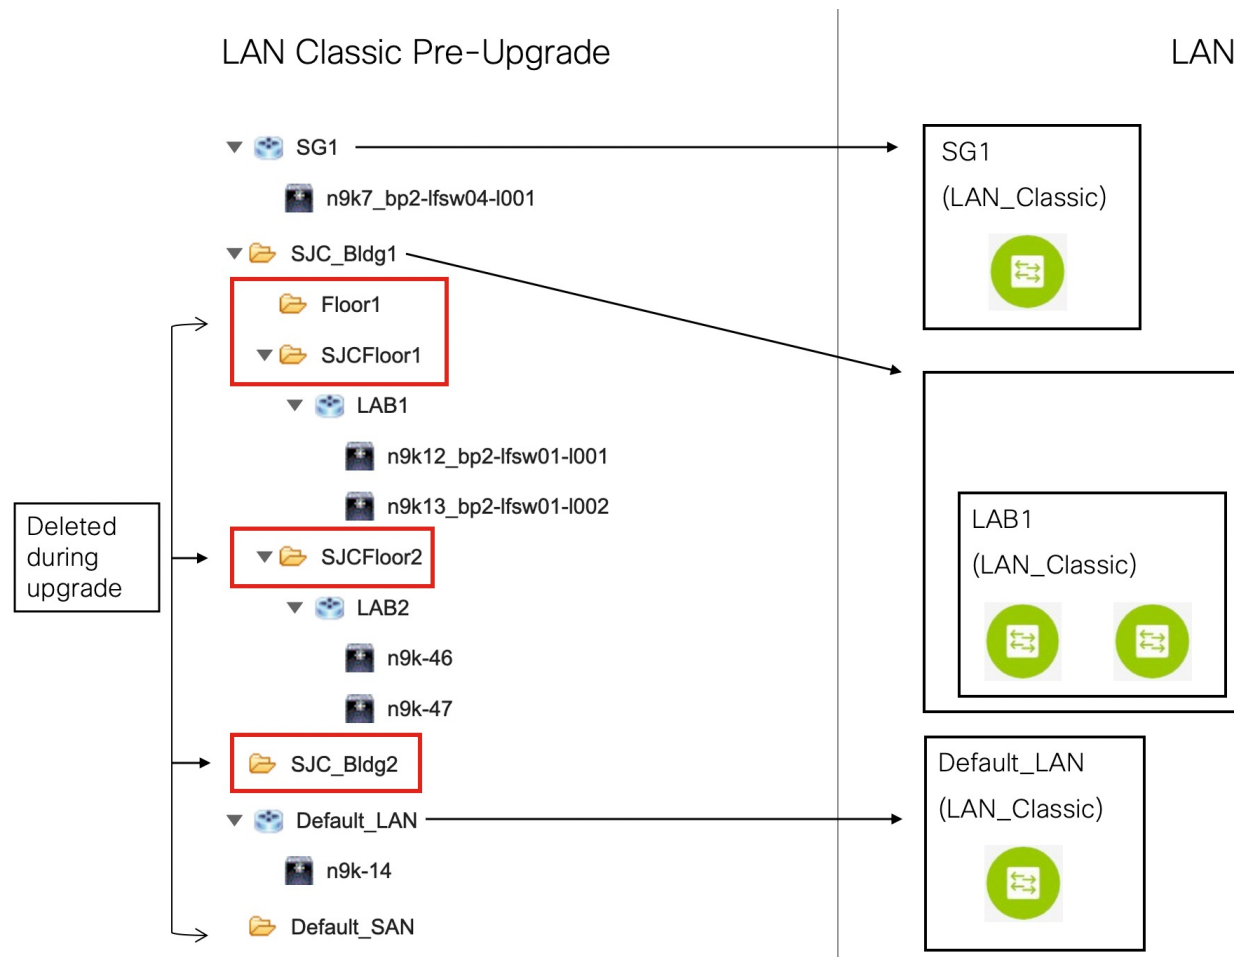 LAN Classic Pre-Upgrade
LAN
SG1
n9k7_bp2-lfsw04-l001
SJC_Bldg1
Floor1
SJCFloor1
LAB1
n9k12_bp2-lfsw01-l001
n9k13_bp2-lfsw01-l002
SJCFloor2
LAB2
n9k-46
n9k-47
SJC_Bldg2
Default_LAN
n9k-14
Default_SAN
Deleted
during
upgrade
SG1
(LAN_Classic)
LAB1
(LAN_Classic)
Default_LAN
(LAN_Classic)